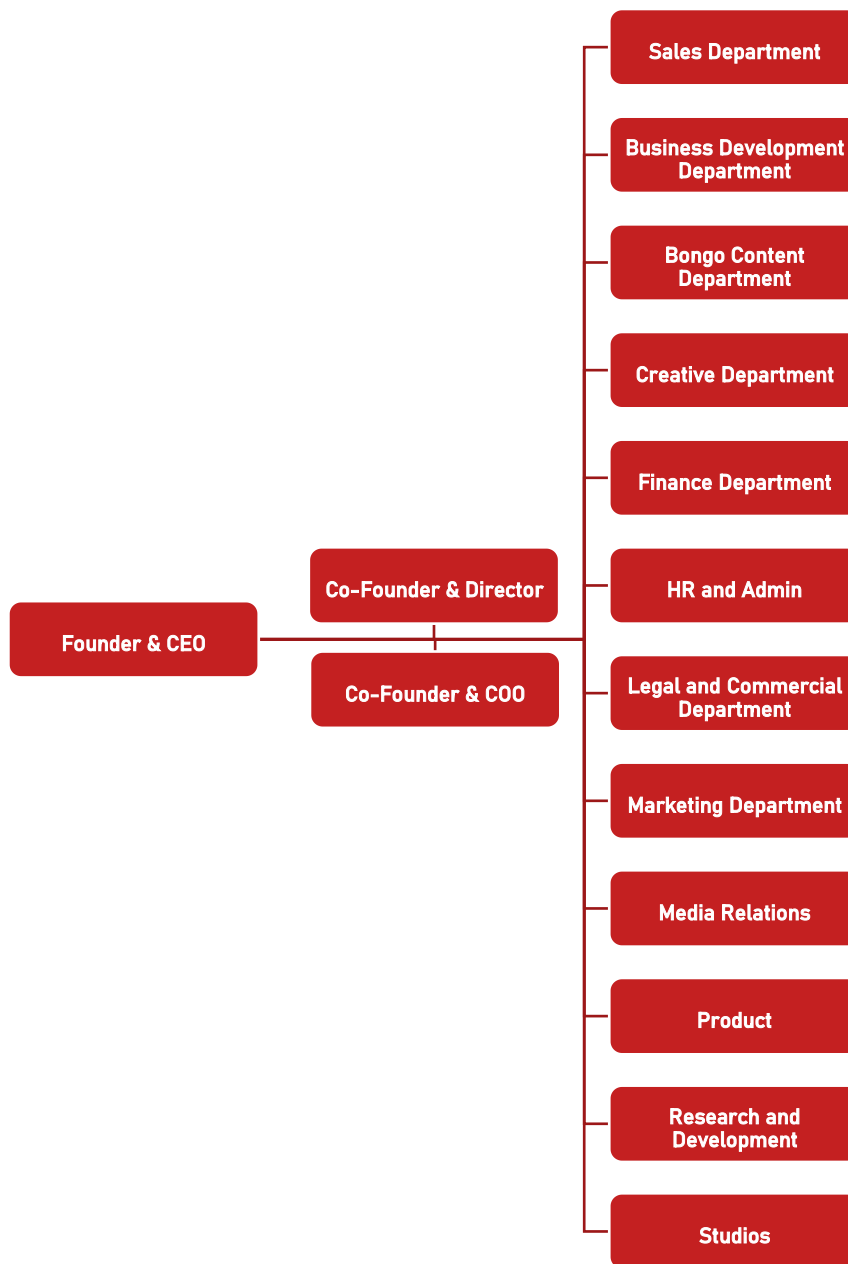 Sales Department
Business Development
Department
Bongo Content
Department
Creative Department
Finance Department
Co-Founder & Director
HR and Admin
Founder & CEO
Co-Founder & COO
Legal and Commercial
Department
Marketing Department
Media Relations
Product
Research and
Development
Studios